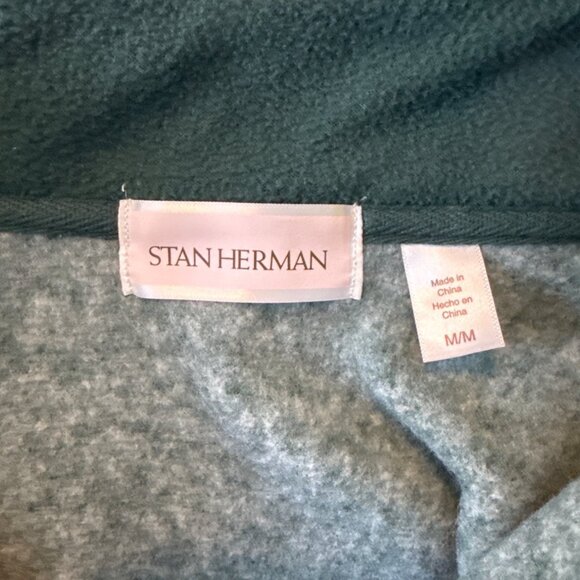 STAN HERMAN
Made in
China
Hecho en
China
M/M